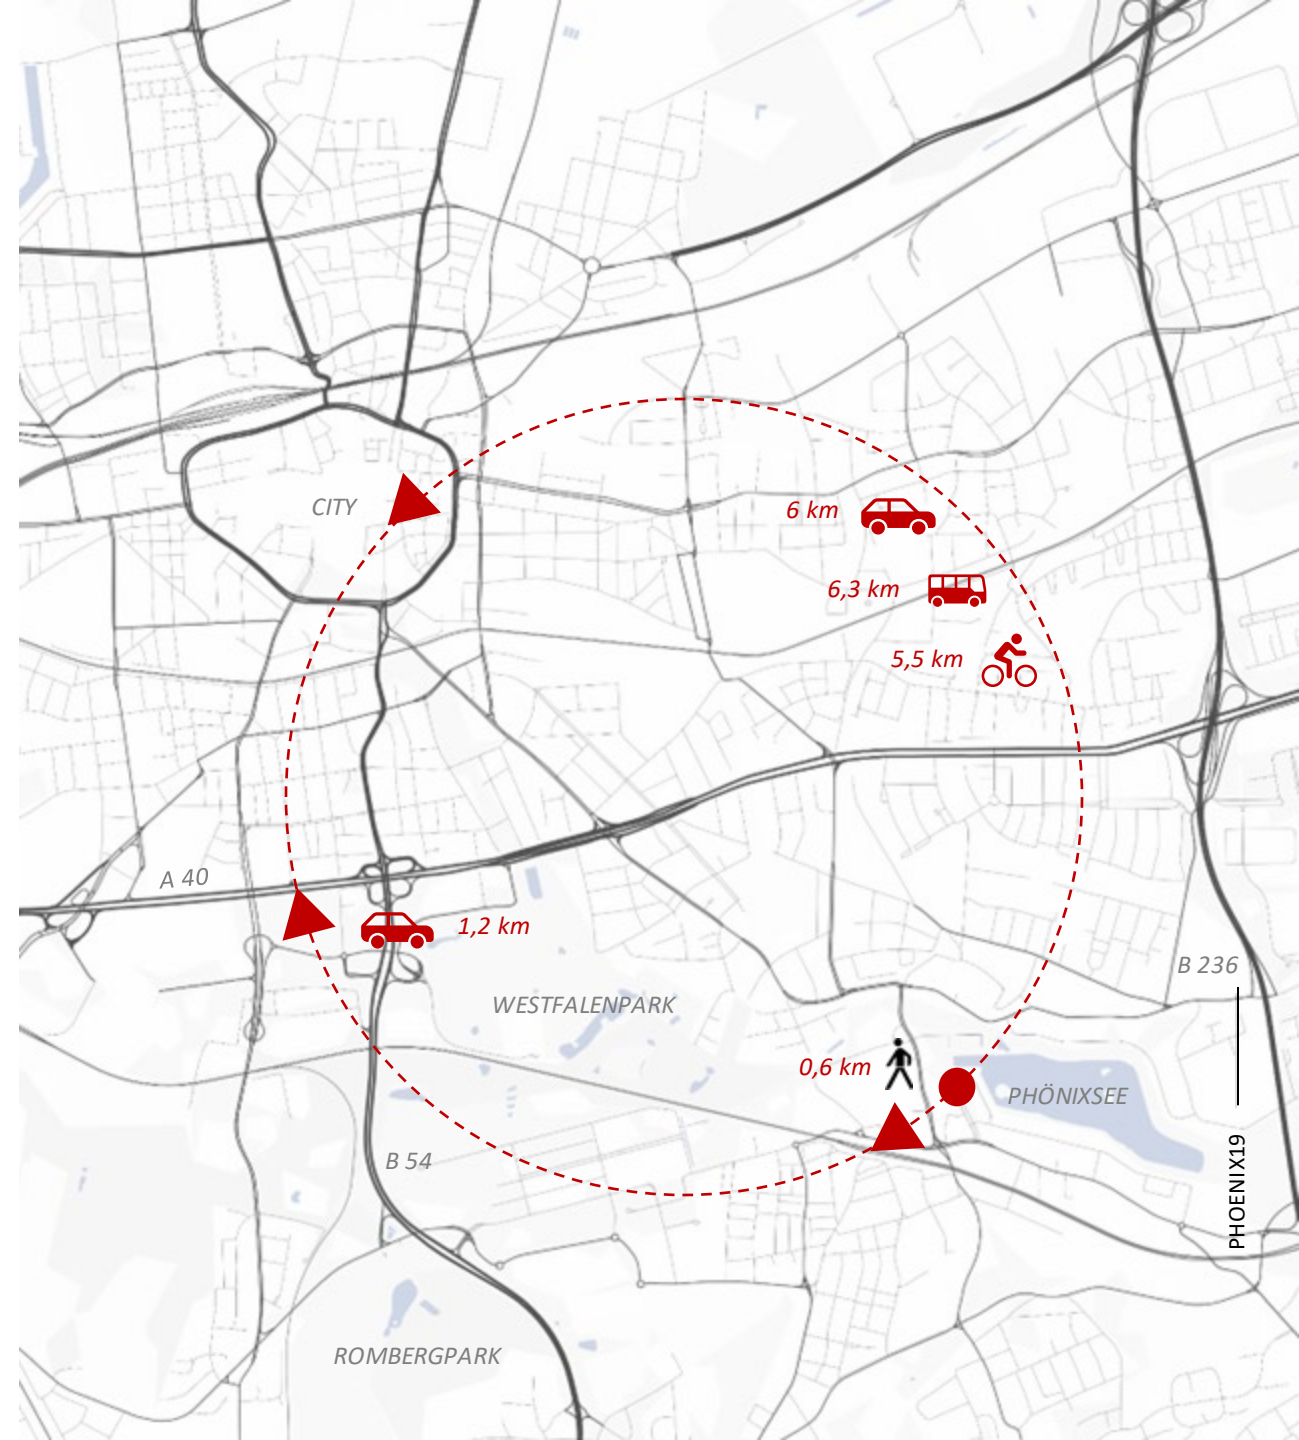 CITY
6 km
6,3 km
5,5 km
A 40
1,2 km
B 236
WESTFALENPARK
0,6 km
PHÖNIXSEE
B 54
PHOENIX19
ROMBERGPARK